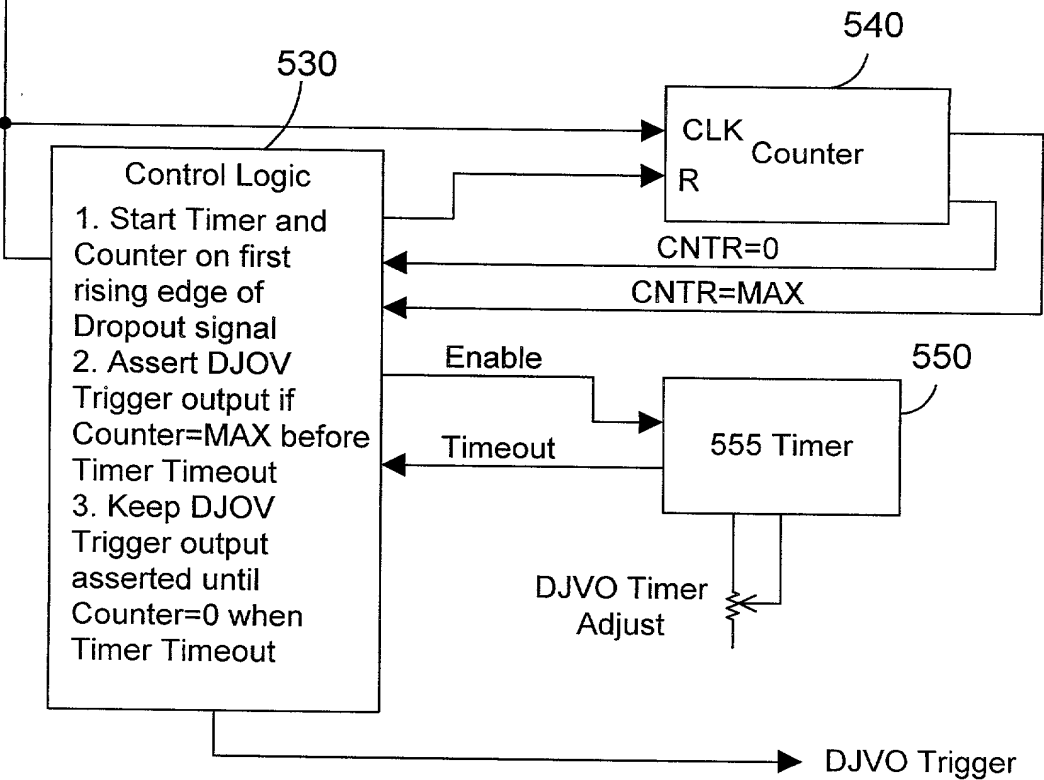 540
530
CLK
Counter
R
Control Logic
1. Start Timer and
Counter on first
rising edge of
Dropout signal
2. Assert DJOV
Trigger output if
Counter=MAX before
Timer Timeout
3. Keep DJOV
Trigger output
asserted until
Counter=0 when
Timer Timeout
CNTR=0
CNTR=MAX
Enable
Timeout
550
555 Timer
DJVO Timer
Adjust
DJVO Trigger